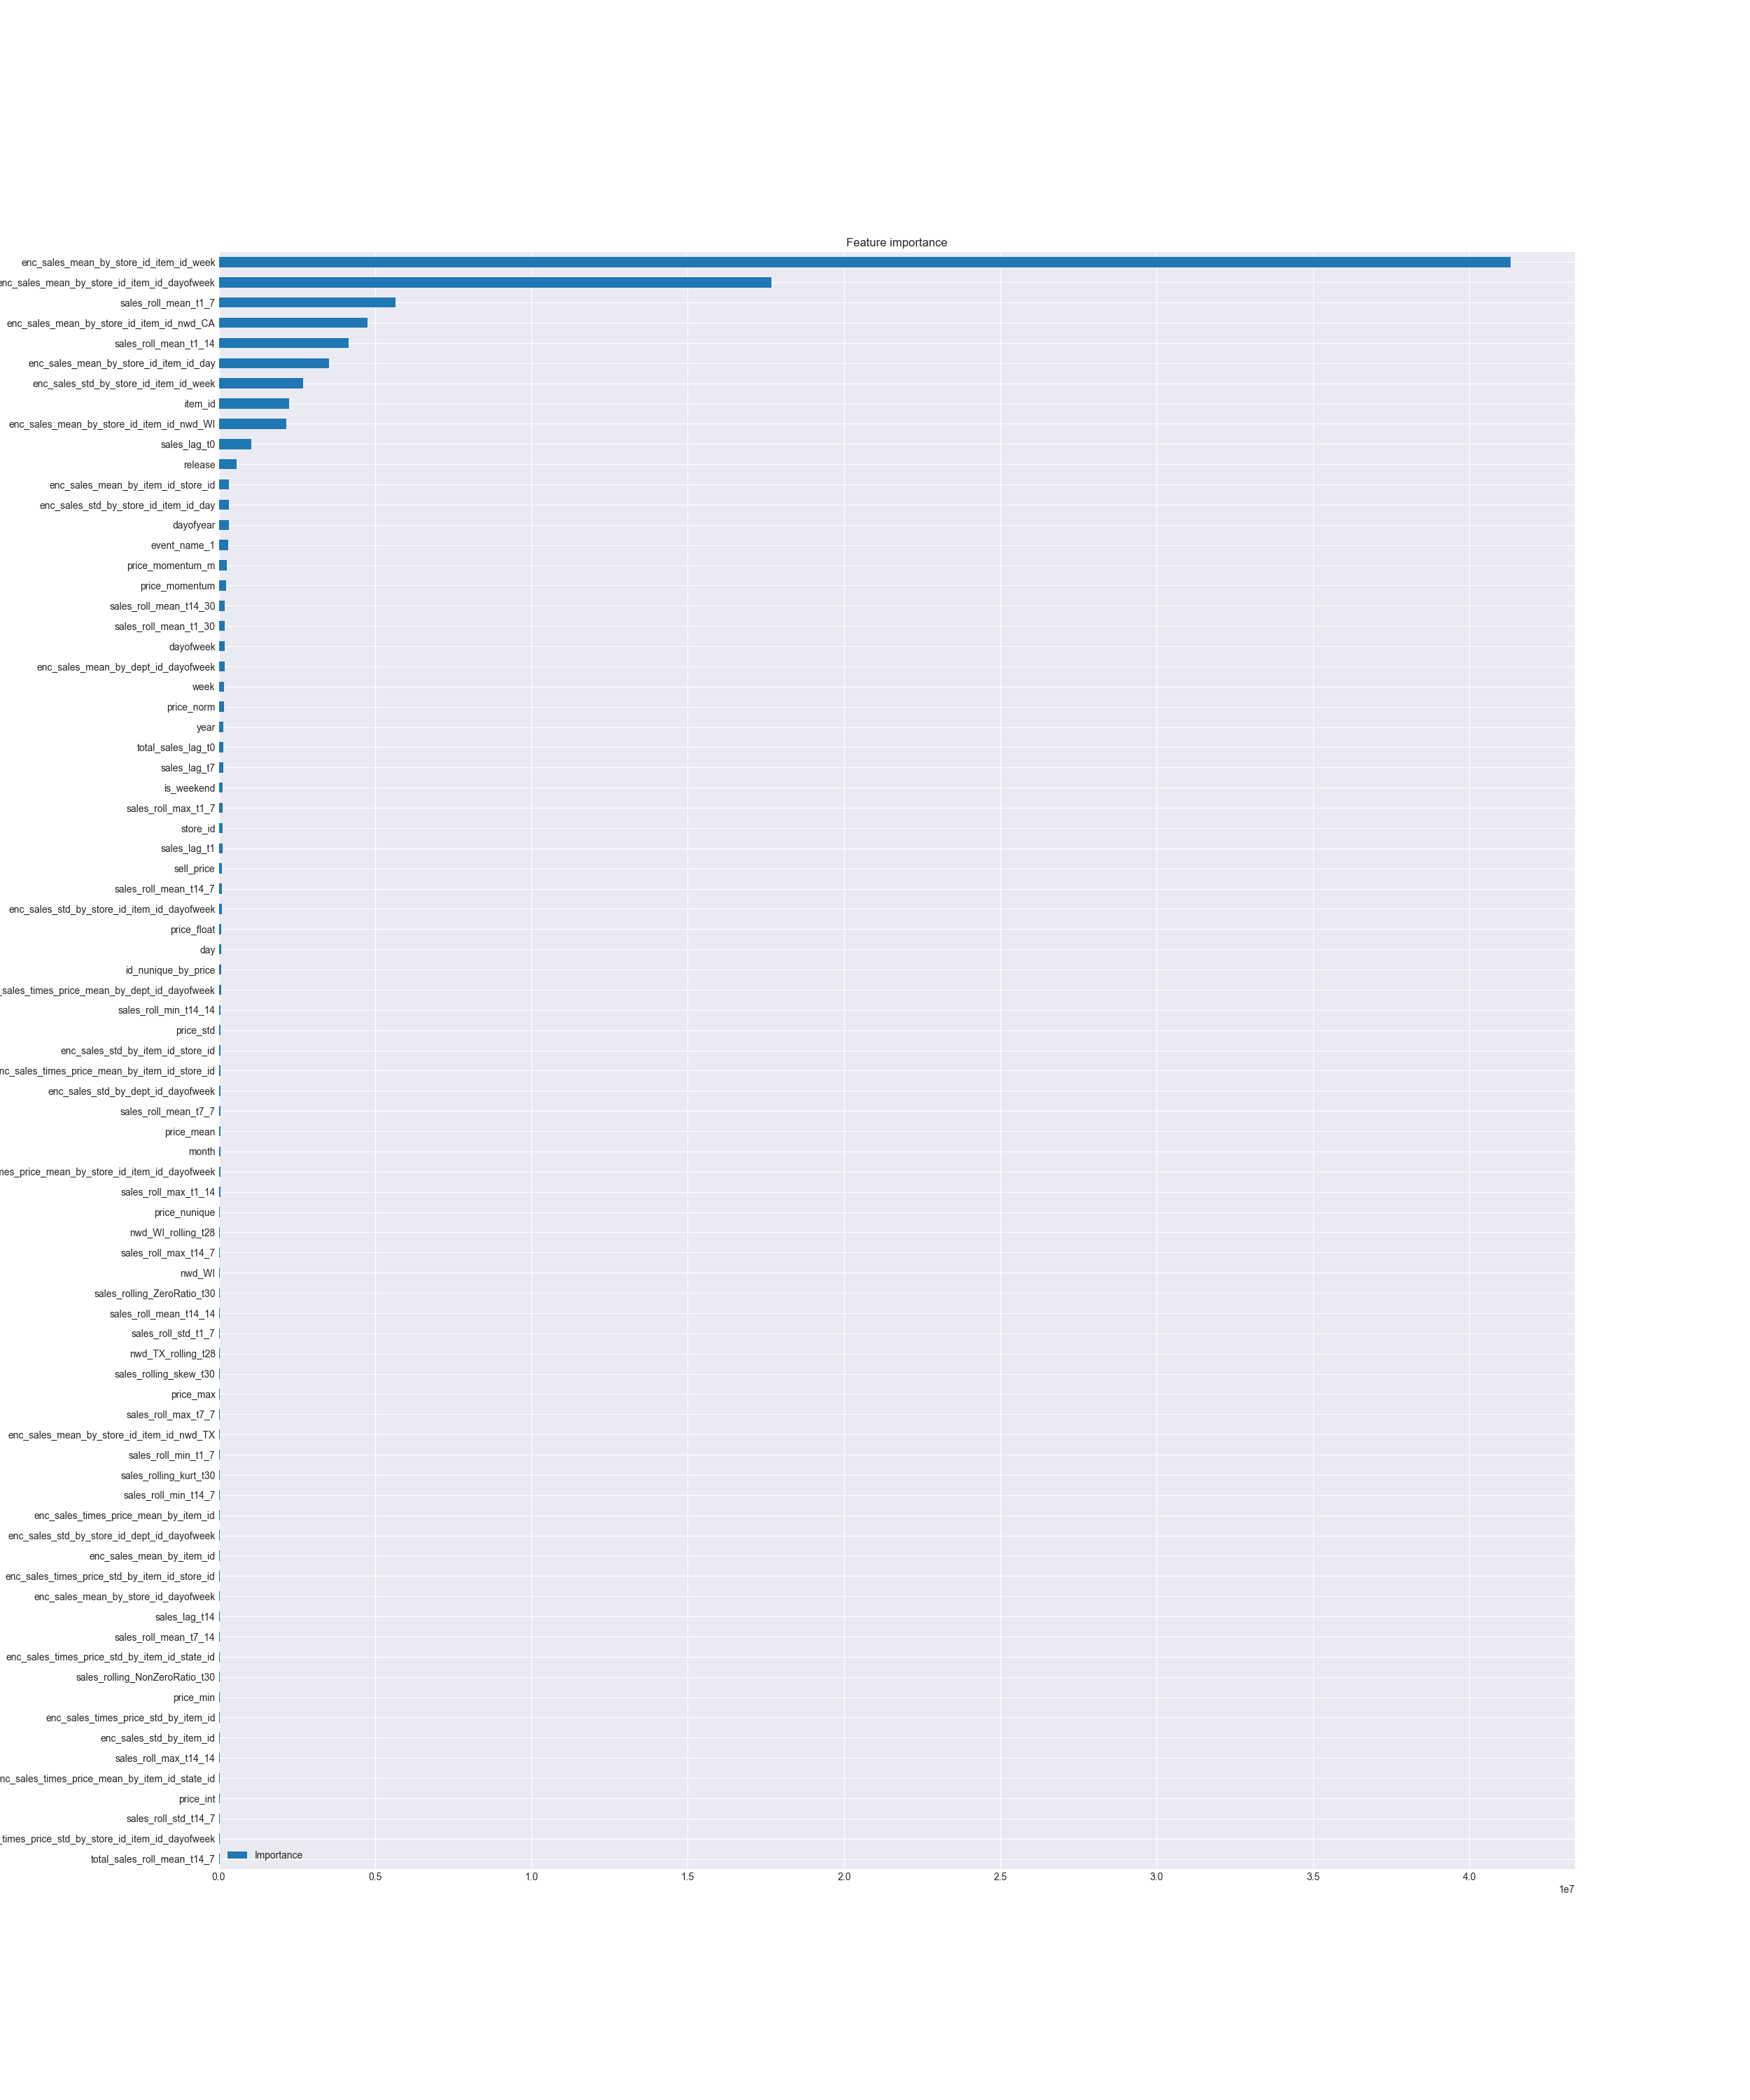 Feature importance
enc_sales_mean_by_store_id_item_id_week
enc_sales_mean_by_store_id_item_id_dayofweek
sales_roll_mean_t1_7
enc_sales_mean_by_store_id_item_id_nwd_CA
sales_roll_mean_t1_14
enc_sales_mean_by_store_id_item_id_day
enc_sales_std_by_store_id_item_id_week
item_id
enc_sales_mean_by_store_id_item_id_nwd_WI
sales_lag_t0
release
enc_sales_mean_by_item_id_store_id
enc_sales_std_by_store_id_item_id_day
dayofyear
event_name_1
price_momentum_m
price_momentum
sales_roll_mean_t14_30
sales_roll_mean_t1_30
dayofweek
enc_sales_mean_by_dept_id_dayofweek
week
price_norm
year
total_sales_lag_t0
sales_lag_t7
is_weekend
sales_roll_max_t1_7
store_id
sales_lag_t1
sell_price
sales_roll_mean_t14_7
enc_sales_std_by_store_id_item_id_dayofweek
price_float
day
id_nunique_by_price
_sales_times_price_mean_by_dept_id_dayofweek
sales_roll_min_t14_14
price_std
enc_sales_std_by_item_id_store_id
nc_sales_times_price_mean_by_item_id_store_id
enc_sales_std_by_dept_id_dayofweek
sales_roll_mean_t7_7
price_mean
month
mes_price_mean_by_store_id_item_id_dayofweek
sales_roll_max_t1_14
price_nunique
nwd_WI_rolling_t28
sales_roll_max_t14_7
nwd_WI
sales_rolling_ZeroRatio_t30
sales_roll_mean_t14_14
sales_roll_std_t1_7
nwd_TX_rolling_t28
sales_rolling_skew_t30
price_max
sales_roll_max_t7_7
enc_sales_mean_by_store_id_item_id_nwd_TX
sales_roll_min_t1_7
sales_rolling_kurt_t30
sales_roll_min_t14_7
enc_sales_times_price_mean_by_item_id
enc_sales_std_by_store_id_dept_id_dayofweek
enc_sales_mean_by_item_id
enc_sales_times_price_std_by_item_id_store_id
enc_sales_mean_by_store_id_dayofweek
sales_lag_t14
sales_roll_mean_t7_14
enc_sales_times_price_std_by_item_id_state_id
sales_rolling_NonZeroRatio_t30
price_min
enc_sales_times_price_std_by_item_id
enc_sales_std_by_item_id
sales_roll_max_t14_14
nc_sales_times_price_mean_by_item_id_state_id
price_int
sales_roll_std_t14_7
_times_price_std_by_store_id_item_id_dayofweek
total_sales_roll_mean_t14_7
Importance
0.0 0.5 1.0 1.5 2.0 2.5 3.0 3.5 4.0
1e7